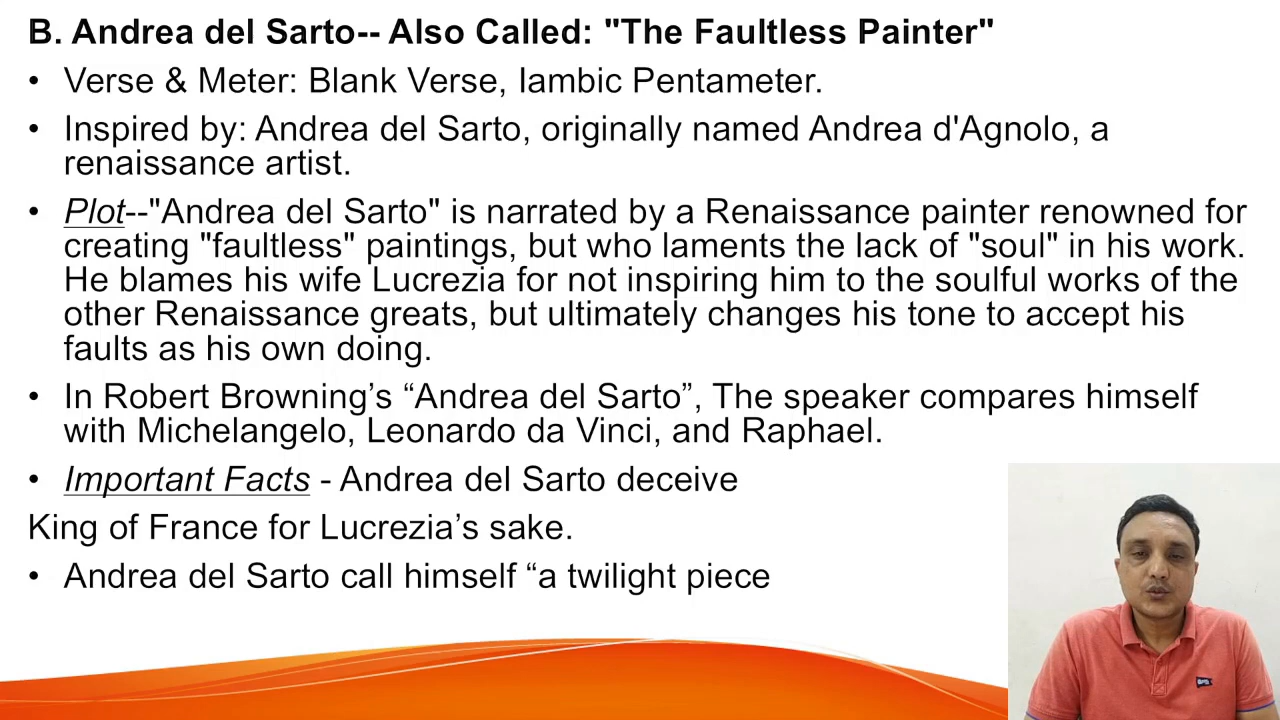 B. Andrea del Sarto-- Also Called: "The Faultless Painter"
• Verse & Meter: Blank Verse, Iambic Pentameter.
• Inspired by: Andrea del Sarto, originally named Andrea d'Agnolo, a
renaissance artist.
• Plot--"Andrea del Sarto" is narrated by a Renaissance painter renowned for
creating "faultless" paintings, but who laments the lack of "soul" in his work.
He blames his wife Lucrezia for not inspiring him to the soulful works of the
other Renaissance greats, but ultimately changes his tone to accept his
faults as his own doing.
• In Robert Browning’s “Andrea del Sarto”, The speaker compares himself
with Michelangelo, Leonardo da Vinci, and Raphael.
• Important Facts - Andrea del Sarto deceive
King of France for Lucrezia’s sake.
• Andrea del Sarto call himself “a twilight piece